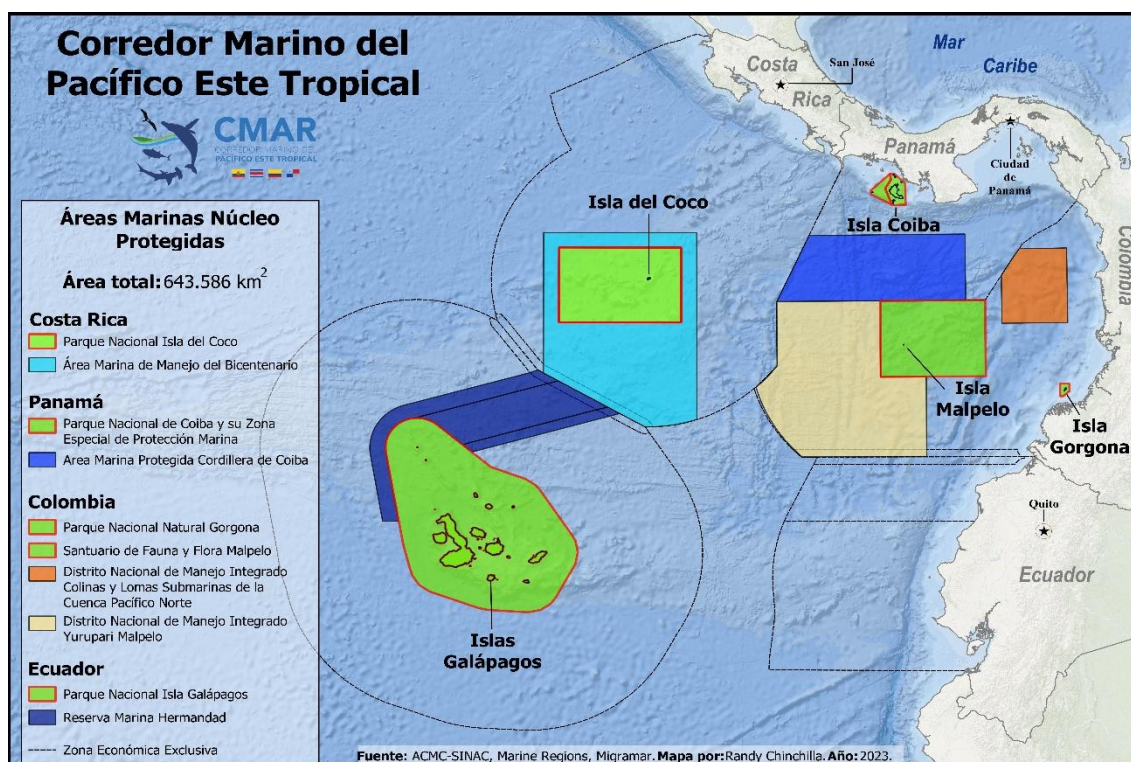 Corredor Marino del
Pacífico Este Tropical
CMAR
CORREDOR MARINO DEL
PACÍFICO ESTE TROPICAL
Áreas Marinas Núcleo
Protegidas
Área total: 643.586 km²
Costa Rica
Parque Nacional Isla del Coco
Área Marina de Manejo del Bicentenario
Panamá
Parque Nacional de Coiba y su Zona
Especial de Protección Marina
Area Marina Protegida Cordillera de Coiba
Colombia
Parque Nacional Natural Gorgona
Santuario de Fauna y Flora Malpelo
Distrito Nacional de Manejo Integrado
Colinas y Lomas Submarinas de la
Cuenca Pacífico Norte
Distrito Nacional de Manejo Integrado
Yurupari Malpelo
Ecuador
Parque Nacional Isla Galápagos
Reserva Marina Hermandad
Zona Económica Exclusiva
Mar
Caribe
Costa
Rica
San José
Panamá
Ciudad
de
Panamá
Isla del Coco
Isla Coiba
Colombia
Isla
Malpelo
Isla
Gorgona
Quito
Ecuador
Islas
Galápagos
Fuente: ACMC-SINAC, Marine Regions, Migramar. Mapa por: Randy Chinchilla. Año: 2023.